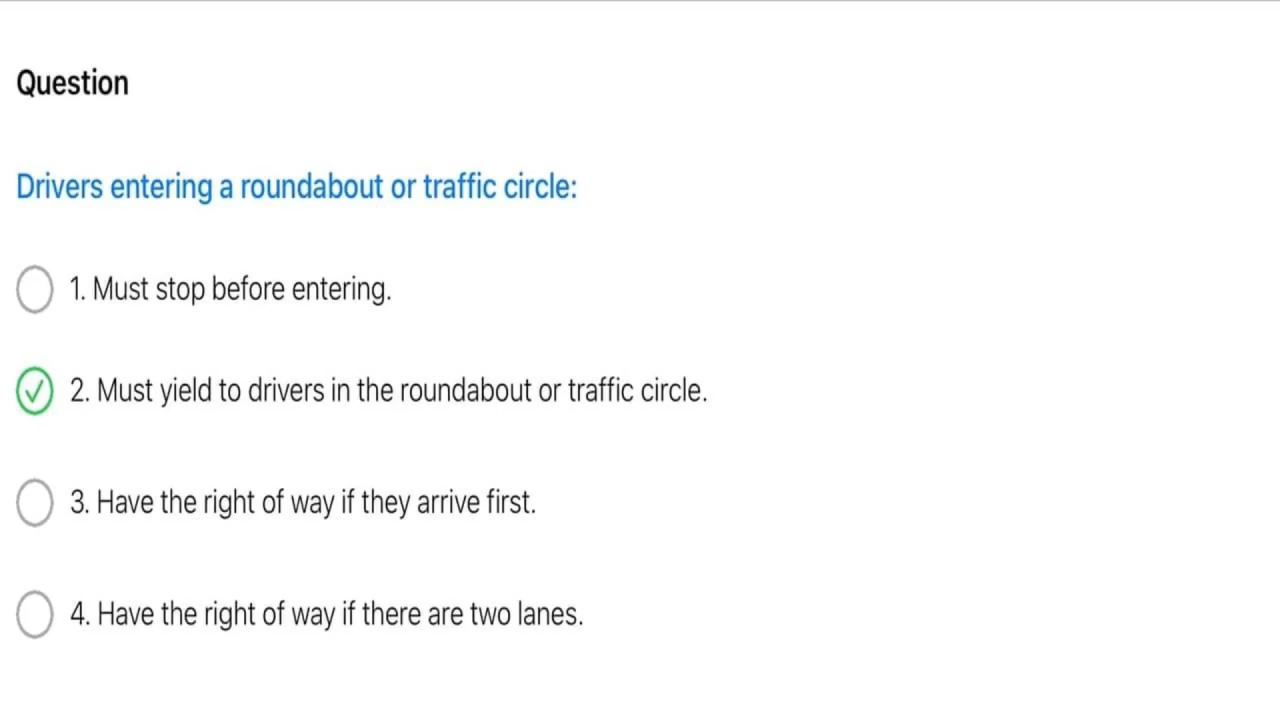 Question
Drivers entering a roundabout or traffic circle:
1. Must stop before entering.
2. Must yield to drivers in the roundabout or traffic circle.
3. Have the right of way if they arrive first.
4. Have the right of way if there are two lanes.